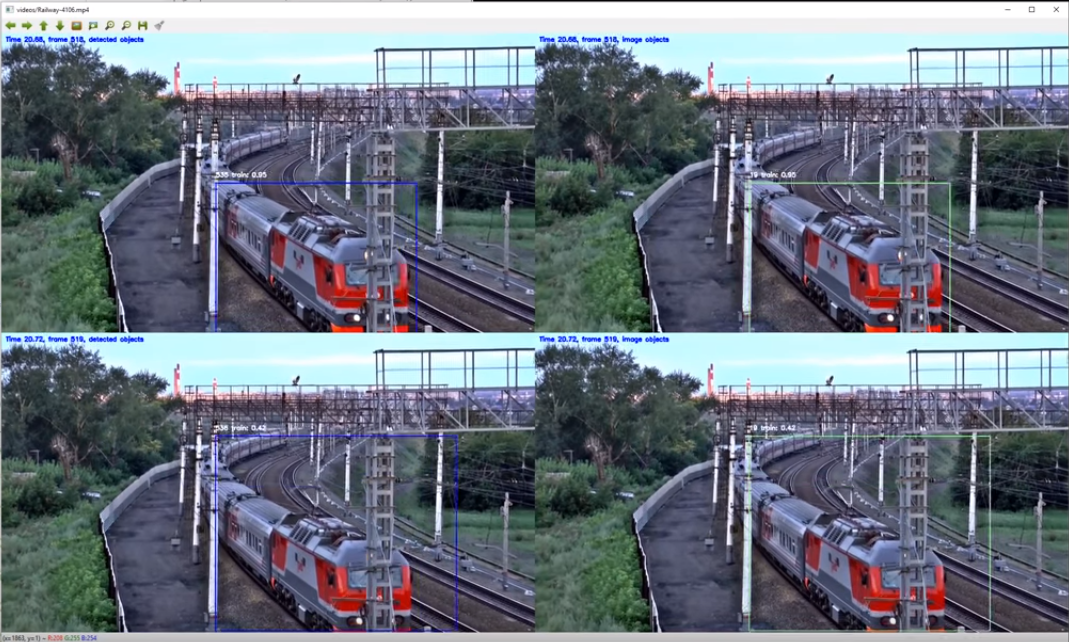 videos/Railway-4106.mp4
Time 20.68, frame 518, detected objects
Time 20.68, frame 518, image objects
535 train: 0.95
19 train: 0.95
Time 20.72, frame 519, detected objects
Time 20.72, frame 519, image objects
536 train: 0.42
19 train: 0.42
(x=1863, y=1) ~ R:208 G:255 B:254